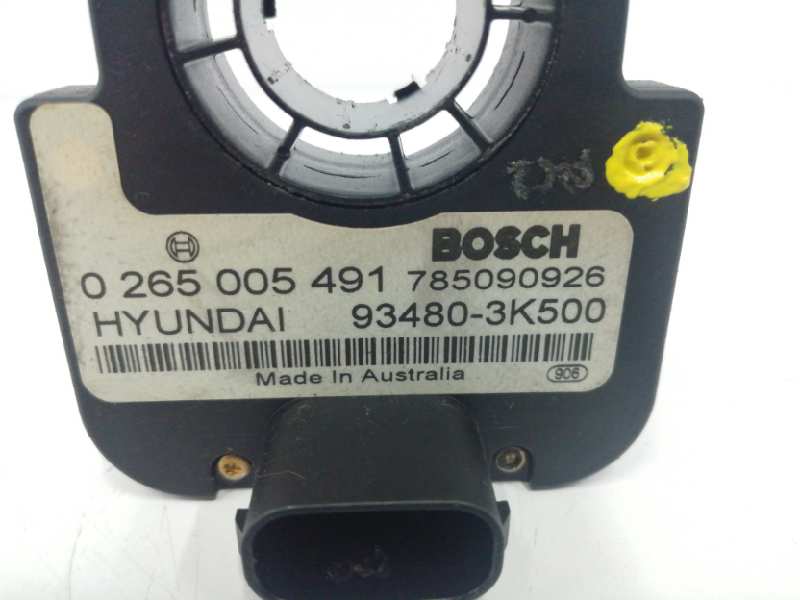 BOSCH
0 265 005 491 785090926
HYUNDAI 93480-3K500
Made In Australia 906